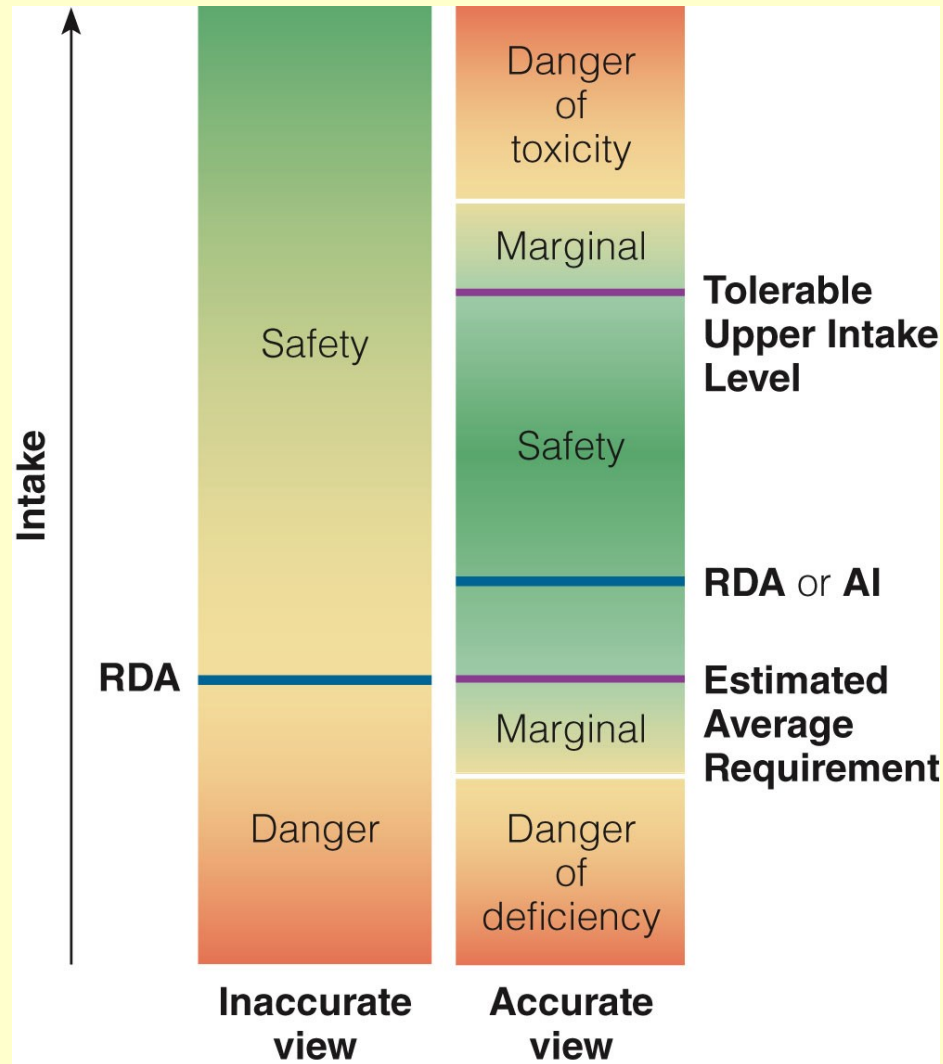 Intake
RDA
Safety
Danger
Inaccurate
view
Danger
of
toxicity
Marginal
Safety
Marginal
Danger
of
deficiency
Accurate
view
Tolerable
Upper Intake
Level
RDA or AI
Estimated
Average
Requirement